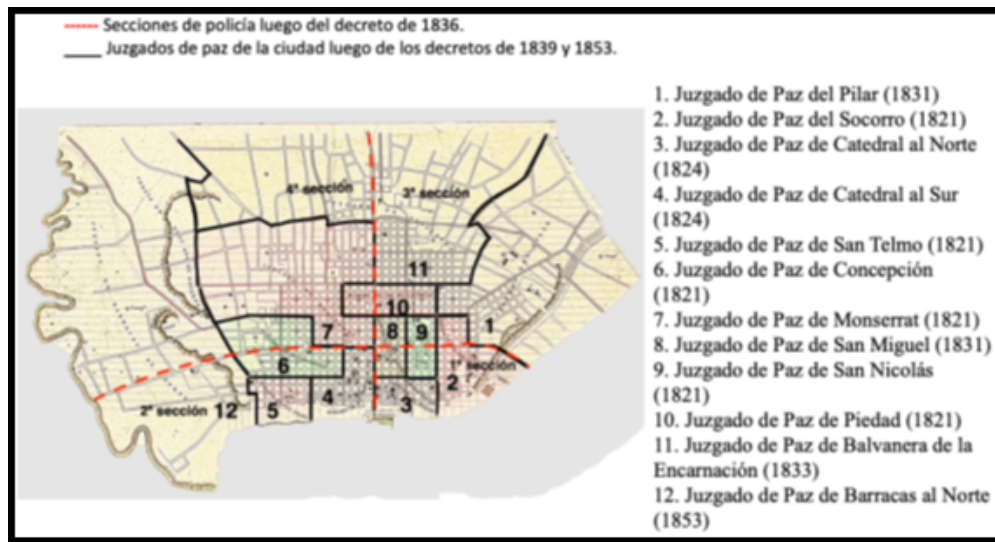 Secciones de policía luego del decreto de 1836.
Juzgados de paz de la ciudad luego de los decretos de 1839 y 1853.
1. Juzgado de Paz del Pilar (1831)
2. Juzgado de Paz del Socorro (1821)
3. Juzgado de Paz de Catedral al Norte
(1824)
4. Juzgado de Paz de Catedral al Sur
(1824)
5. Juzgado de Paz de San Telmo (1821)
6. Juzgado de Paz de Concepción
(1821)
7. Juzgado de Paz de Monserrat (1821)
8. Juzgado de Paz de San Miguel (1831)
9. Juzgado de Paz de San Nicolás
(1821)
10. Juzgado de Paz de Piedad (1821)
11. Juzgado de Paz de Balvanera de la
Encarnación (1833)
12. Juzgado de Paz de Barracas al Norte
(1853)
4ª sección
3ª sección
11
10
7
8
9
1
6
1ª sección
2
2ª sección
12
5
4
3